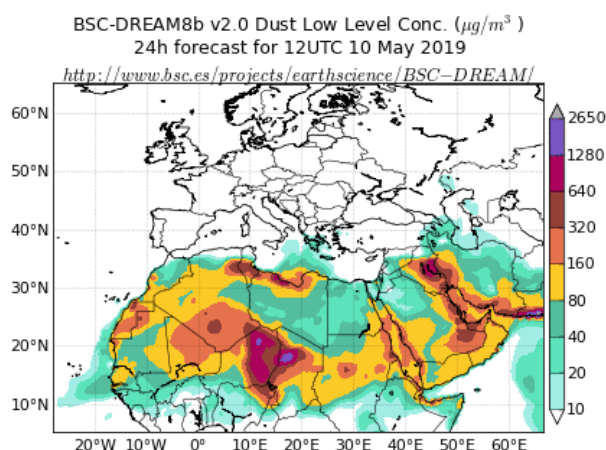 BSC-DREAM8b v2.0 Dust Low Level Conc. (μg/m³ )
24h forecast for 12UTC 10 May 2019
http://www.bsc.es/projects/earthscience/BSC−DREAM/
60°N
50°N
40°N
30°N
20°N
10°N
20°W 10°W 0° 10°E 20°E 30°E 40°E 50°E 60°E
2650
1280
640
320
160
80
40
20
10